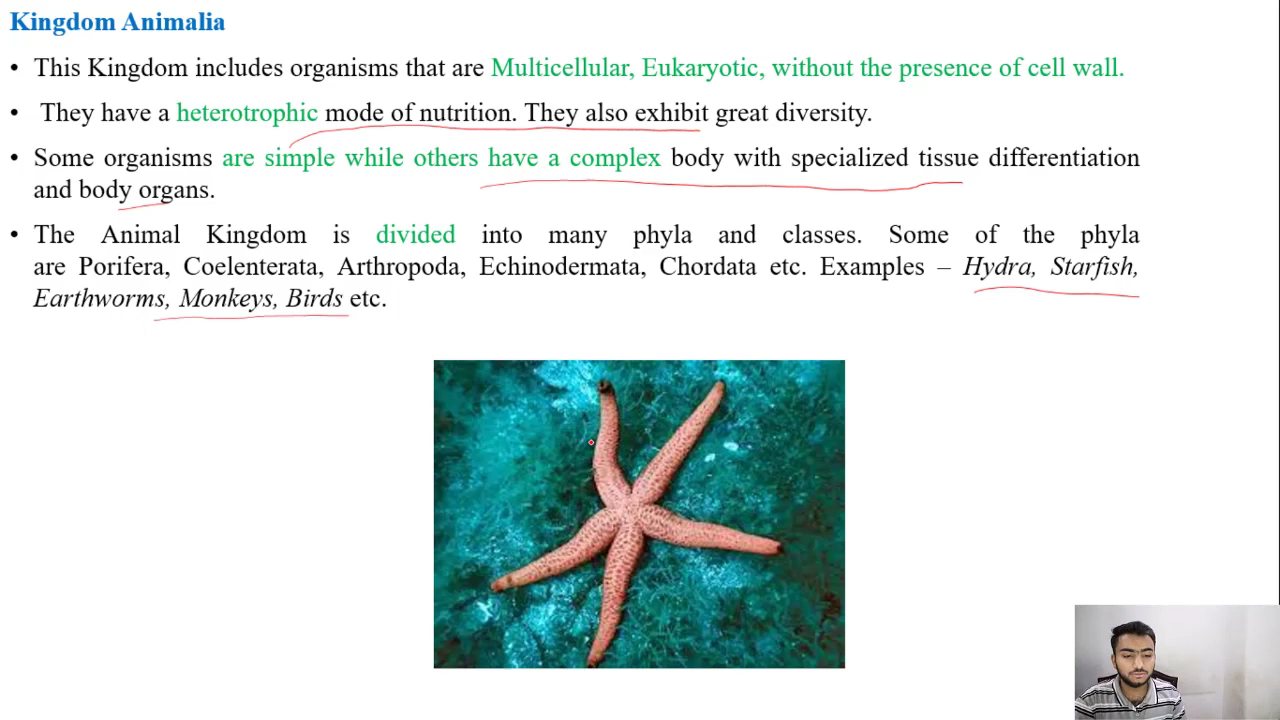 Kingdom Animalia
• This Kingdom includes organisms that are Multicellular, Eukaryotic, without the presence of cell wall.
• They have a heterotrophic mode of nutrition. They also exhibit great diversity.
• Some organisms are simple while others have a complex body with specialized tissue differentiation
and body organs.
• The Animal Kingdom is divided into many phyla and classes. Some of the phyla
are Porifera, Coelenterata, Arthropoda, Echinodermata, Chordata etc. Examples – Hydra, Starfish,
Earthworms, Monkeys, Birds etc.